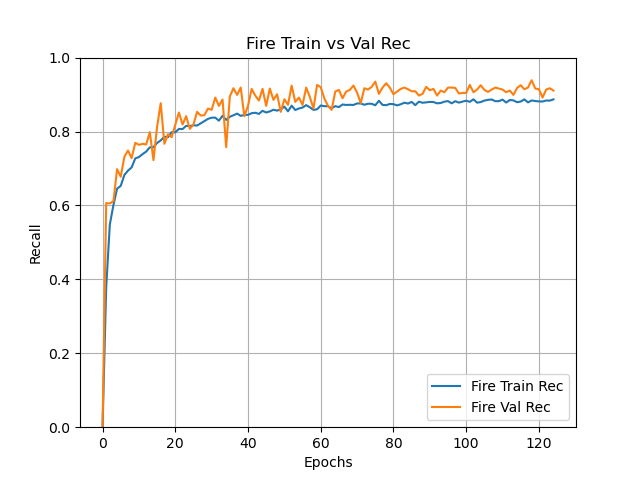 Fire Train vs Val Rec
1.0
0.8
0.6
0.4
0.2
0.0
Recall
0 20 40 60 80 100 120
Epochs
Fire Train Rec
Fire Val Rec